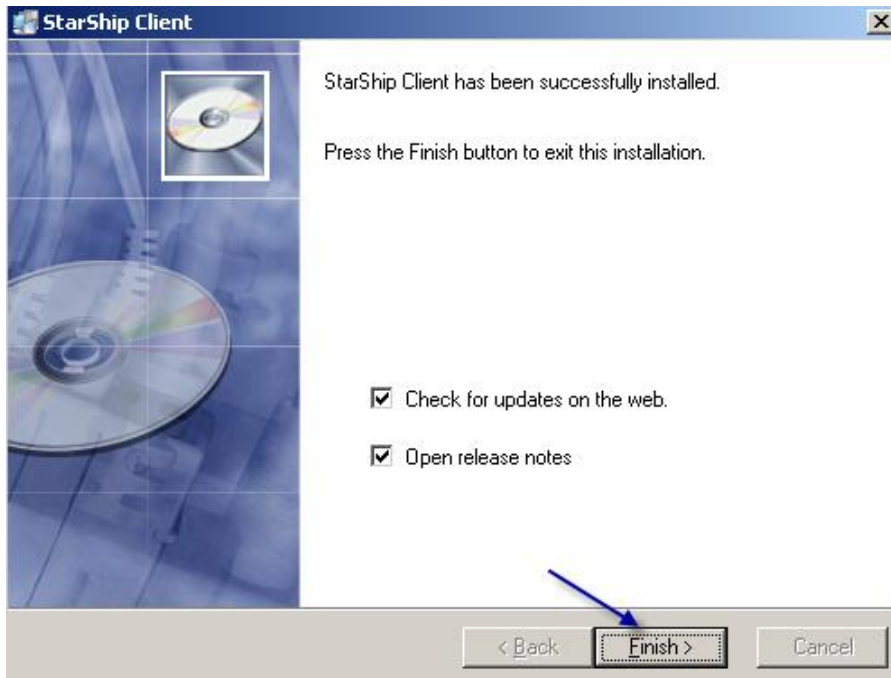 StarShip Client
StarShip Client has been successfully installed.
Press the Finish button to exit this installation.
Check for updates on the web.
Open release notes
< Back
Finish >
Cancel